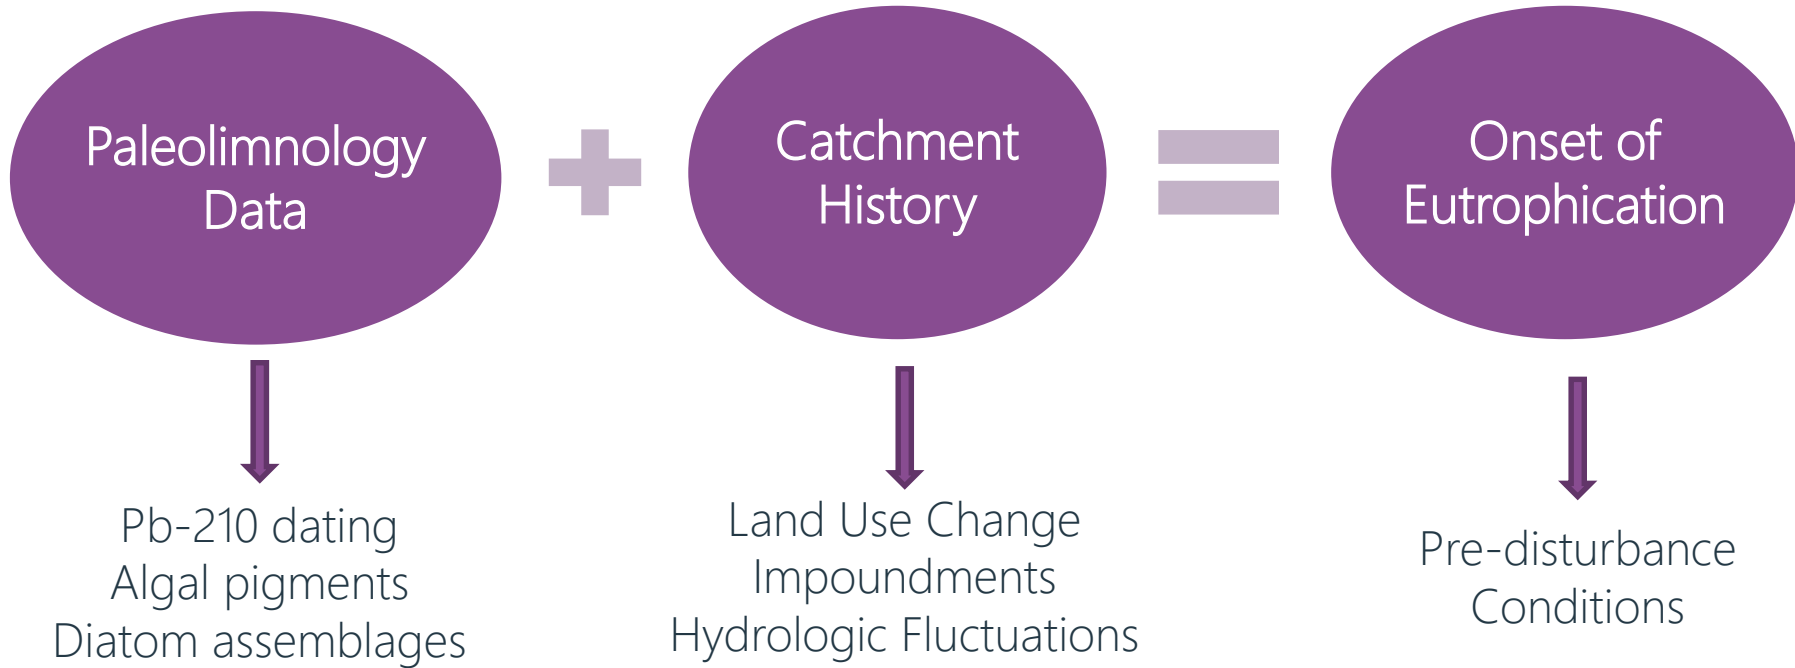 Paleolimnology
Data
Catchment
History
Onset of
Eutrophication
Pb-210 dating
Algal pigments
Diatom assemblages
Land Use Change
Impoundments
Hydrologic Fluctuations
Pre-disturbance
Conditions